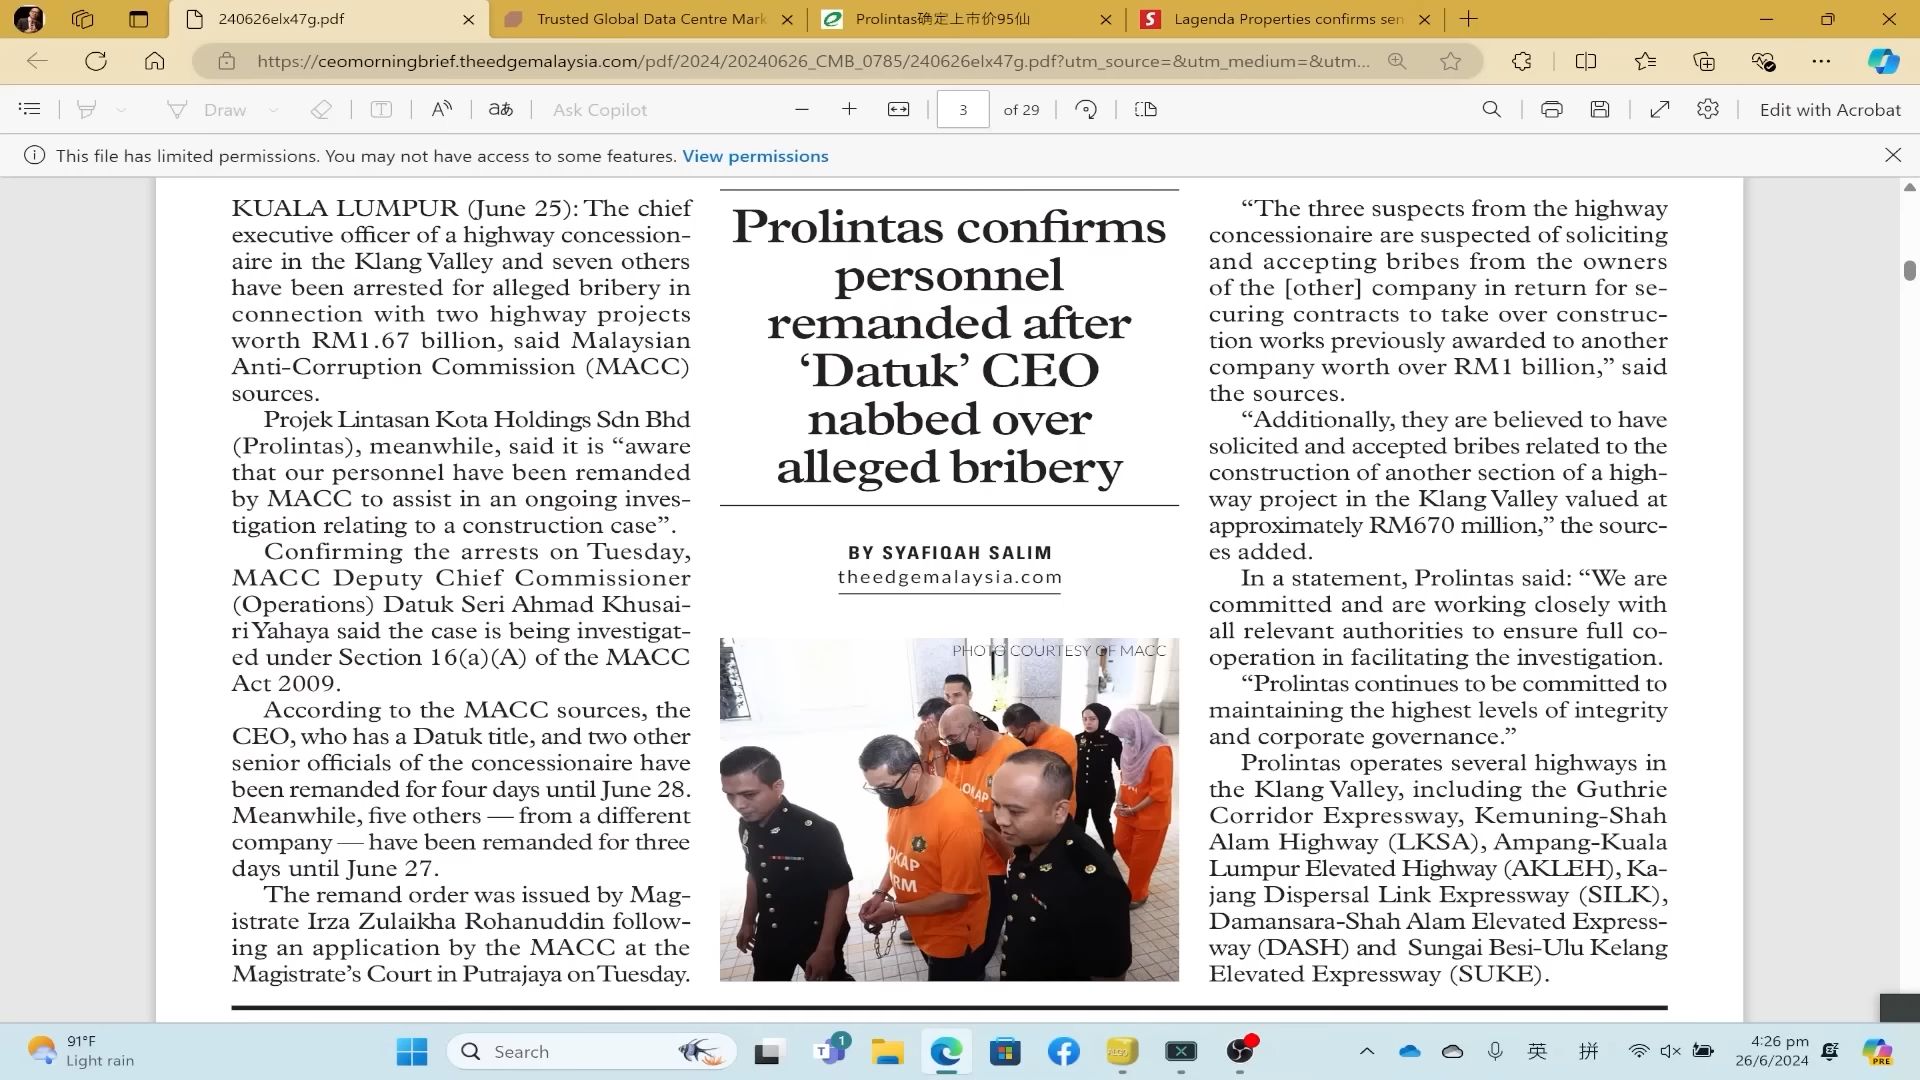 240626elx47g.pdf
Trusted Global Data Centre Mark
Prolintas确定上市价95仙
Lagenda Properties confirms sen
https://ceomorningbrief.theedgemalaysia.com/pdf/2024/20240626_CMB_0785/240626elx47g.pdf?utm_source=&utm_medium=&utm...
Draw
aあ
Ask Copilot
3 of 29
Edit with Acrobat
This file has limited permissions. You may not have access to some features. View permissions
KUALA LUMPUR (June 25): The chief
executive officer of a highway concession-
aire in the Klang Valley and seven others
have been arrested for alleged bribery in
connection with two highway projects
worth RM1.67 billion, said Malaysian
Anti-Corruption Commission (MACC)
sources.
Projek Lintasan Kota Holdings Sdn Bhd
(Prolintas), meanwhile, said it is “aware
that our personnel have been remanded
by MACC to assist in an ongoing inves-
tigation relating to a construction case”.
Confirming the arrests on Tuesday,
MACC Deputy Chief Commissioner
(Operations) Datuk Seri Ahmad Khusai-
ri Yahaya said the case is being investigat-
ed under Section 16(a)(A) of the MACC
Act 2009.
According to the MACC sources, the
CEO, who has a Datuk title, and two other
senior officials of the concessionaire have
been remanded for four days until June 28.
Meanwhile, five others — from a different
company — have been remanded for three
days until June 27.
The remand order was issued by Mag-
istrate Irza Zulaikha Rohanuddin follow-
ing an application by the MACC at the
Magistrate’s Court in Putrajaya on Tuesday.
Prolintas confirms
personnel
remanded after
‘Datuk’ CEO
nabbed over
alleged bribery
BY SYAFIQAH SALIM
theedgemalaysia.com
PHOTO COURTESY OF MACC
“The three suspects from the highway
concessionaire are suspected of soliciting
and accepting bribes from the owners
of the [other] company in return for se-
curing contracts to take over construc-
tion works previously awarded to another
company worth over RM1 billion,” said
the sources.
“Additionally, they are believed to have
solicited and accepted bribes related to the
construction of another section of a high-
way project in the Klang Valley valued at
approximately RM670 million,” the sourc-
es added.
In a statement, Prolintas said: “We are
committed and are working closely with
all relevant authorities to ensure full co-
operation in facilitating the investigation.
“Prolintas continues to be committed to
maintaining the highest levels of integrity
and corporate governance.”
Prolintas operates several highways in
the Klang Valley, including the Guthrie
Corridor Expressway, Kemuning-Shah
Alam Highway (LKSA), Ampang-Kuala
Lumpur Elevated Highway (AKLEH), Ka-
jang Dispersal Link Expressway (SILK),
Damansara-Shah Alam Elevated Express-
way (DASH) and Sungai Besi-Ulu Kelang
Elevated Expressway (SUKE).
91°F
Light rain
Search
1
英
拼
4:26 pm
26/6/2024
PRE